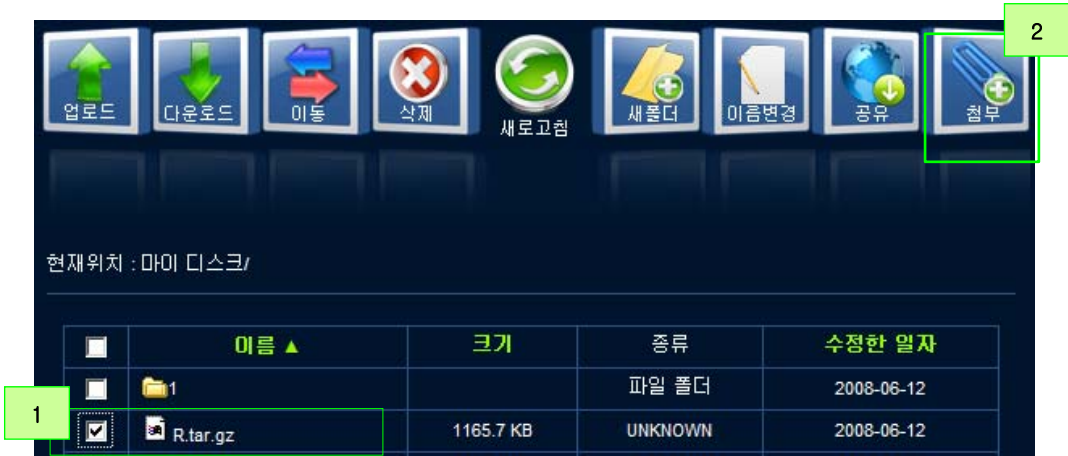 2
업로드 다운로드 이동 삭제 새로고침 새폴더 이름변경 공유 첨부
현재위치 : 마이 디스크/
이름 ▲ 크기 종류 수정한 일자
1 파일 폴더 2008-06-12
1
R.tar.gz 1165.7 KB UNKNOWN 2008-06-12